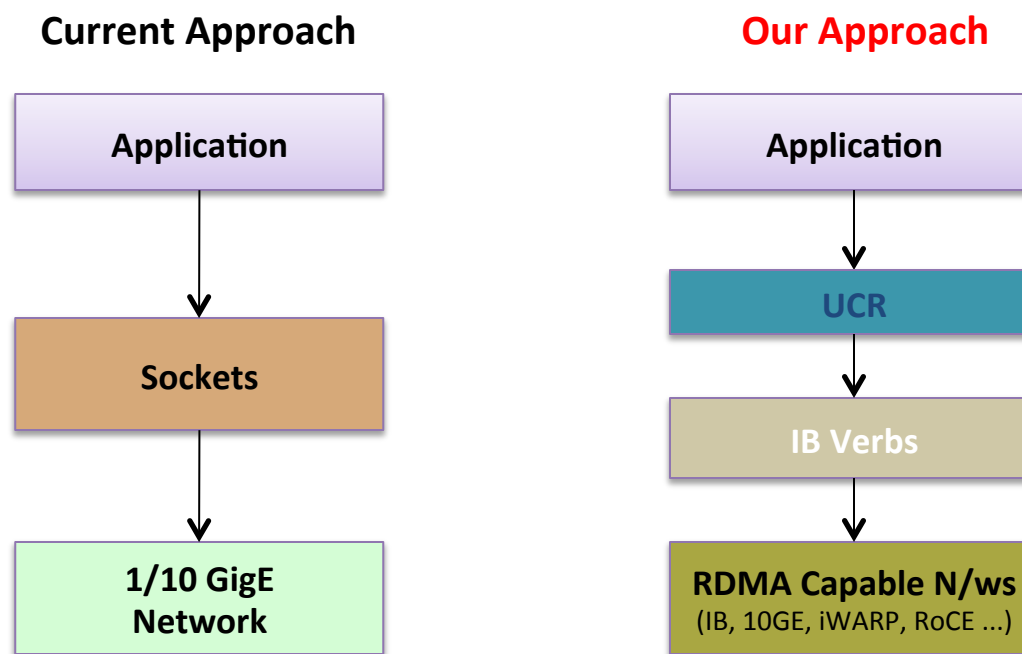 Current Approach
Application
Sockets
1/10 GigE
Network
Our Approach
Application
UCR
IB Verbs
RDMA Capable N/ws
(IB, 10GE, iWARP, RoCE ...)